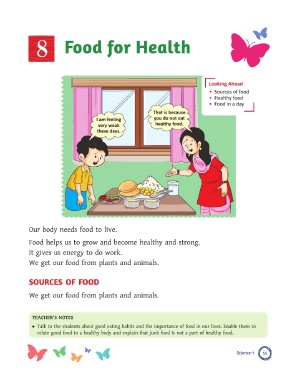 8 Food for Health
Looking Ahead
• Sources of food
• Healthy food
• Food in a day
I am feeling
very weak
these days.
That is because
you do not eat
healthy food.
Our body needs food to live.
Food helps us to grow and become healthy and strong.
It gives us energy to do work.
We get our food from plants and animals.
SOURCES OF FOOD
We get our food from plants and animals.
TEACHER'S NOTES
• Talk to the students about good eating habits and the importance of food in our lives. Enable them to
relate good food to a healthy body and explain that junk food is not a part of healthy food.
Science-1